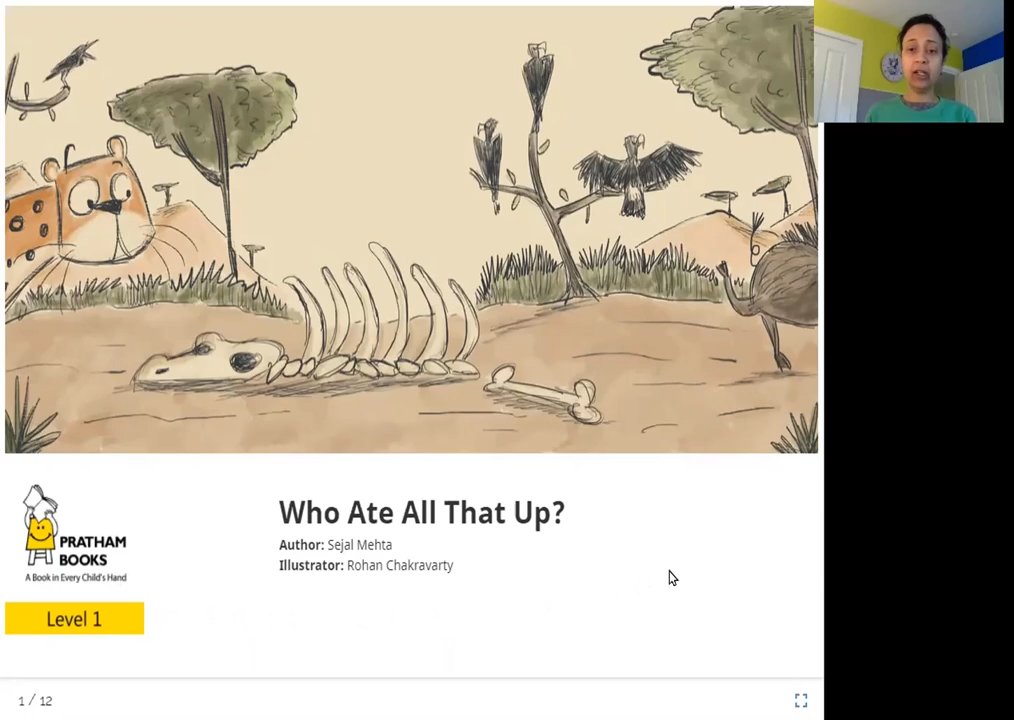 Who Ate All That Up?
Author: Sejal Mehta
Illustrator: Rohan Chakravarty
PRATHAM
BOOKS
A Book in Every Child's Hand
Level 1
1 / 12